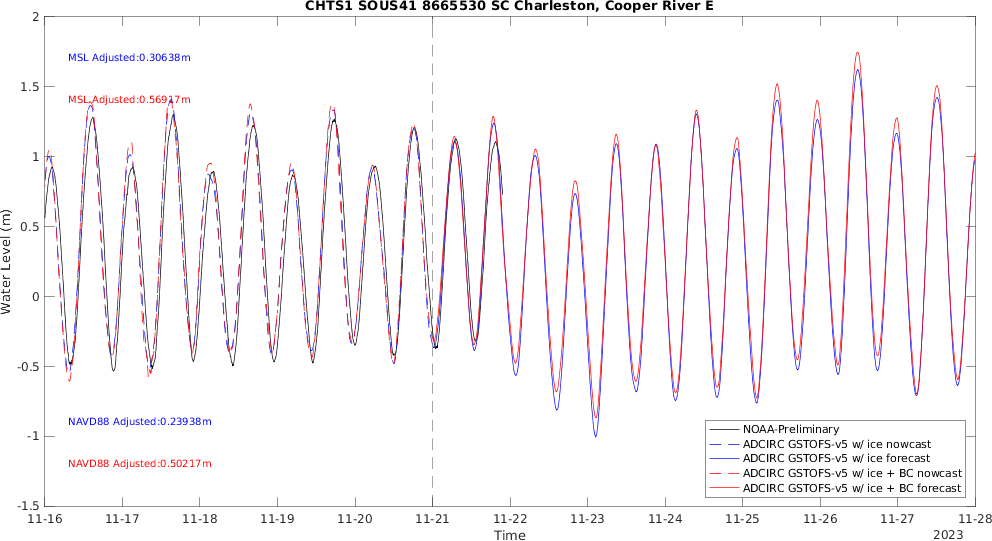 CHTS1 SOUS41 8665530 SC Charleston, Cooper River E
2
1.5
1
0.5
0
-0.5
-1
-1.5
Water Level (m)
MSL Adjusted:0.30638m
MSL Adjusted:0.56917m
NAVD88 Adjusted:0.23938m
NAVD88 Adjusted:0.50217m
NOAA-Preliminary
ADCIRC GSTOFS-v5 w/ ice nowcast
ADCIRC GSTOFS-v5 w/ ice forecast
ADCIRC GSTOFS-v5 w/ ice + BC nowcast
ADCIRC GSTOFS-v5 w/ ice + BC forecast
11-16 11-17 11-18 11-19 11-20 11-21 11-22 11-23 11-24 11-25 11-26 11-27 11-28
Time
2023